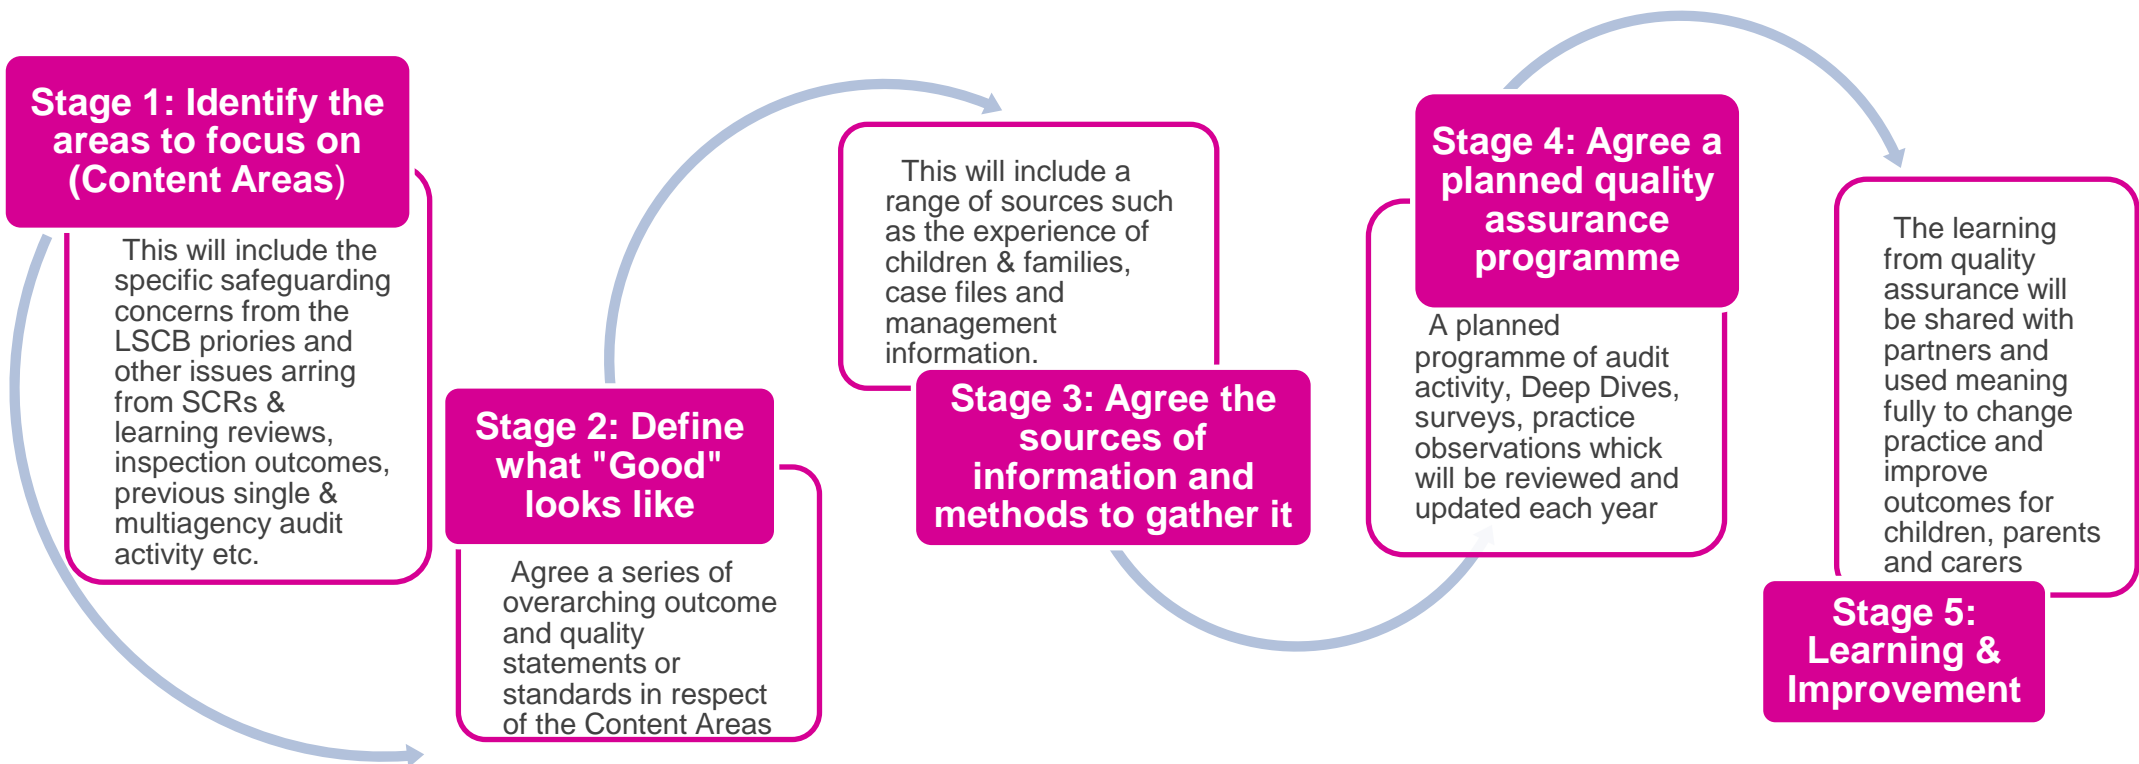 Stage 1: Identify the
areas to focus on
(Content Areas)
This will include the
specific safeguarding
concerns from the
LSCB priories and
other issues arring
from SCRs &
learning reviews,
inspection outcomes,
previous single &
multiagency audit
activity etc.
Stage 2: Define
what "Good"
looks like
Agree a series of
overarching outcome
and quality
statements or
standards in respect
of the Content Areas
This will include a
range of sources such
as the experience of
children & families,
case files and
management
information.
Stage 3: Agree the
sources of
information and
methods to gather it
Stage 4: Agree a
planned quality
assurance
programme
A planned
programme of audit
activity, Deep Dives,
surveys, practice
observations whick
will be reviewed and
updated each year
The learning
from quality
assurance will
be shared with
partners and
used meaning
fully to change
practice and
improve
outcomes for
children, parents
and carers
Stage 5:
Learning &
Improvement